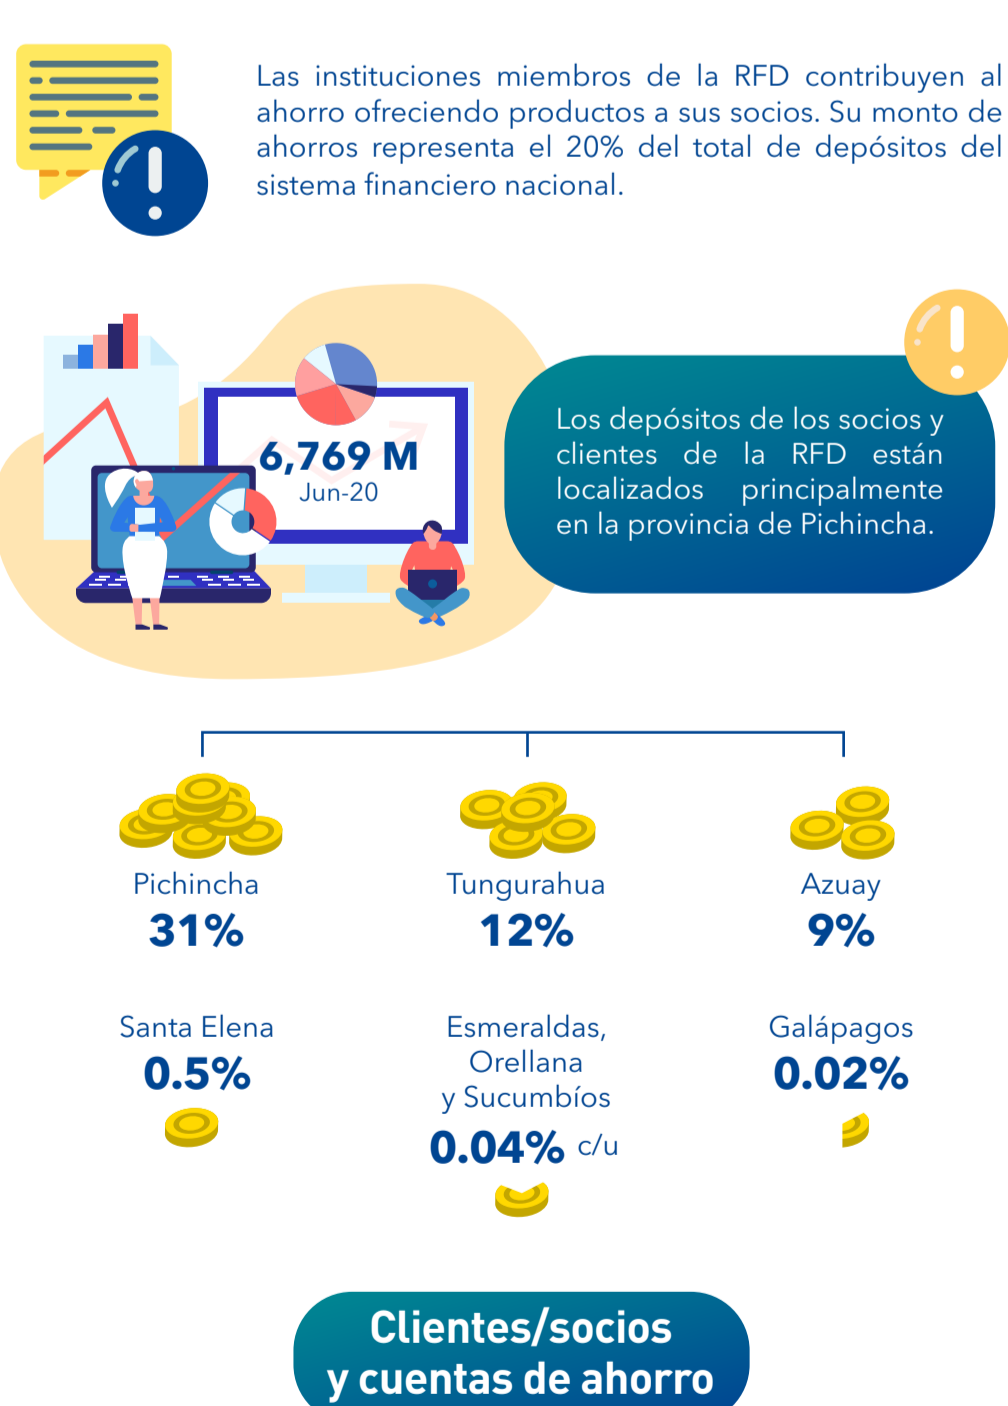 Las instituciones miembros de la RFD contribuyen al
ahorro ofreciendo productos a sus socios. Su monto de
ahorros representa el 20% del total de depósitos del
sistema financiero nacional.
6,769 M
Jun-20
Los depósitos de los socios y
clientes de la RFD están
localizados principalmente
en la provincia de Pichincha.
Pichincha
31%
Tungurahua
12%
Azuay
9%
Santa Elena
0.5%
Esmeraldas,
Orellana
y Sucumbíos
0.04% c/u
Galápagos
0.02%
Clientes/socios
y cuentas de ahorro